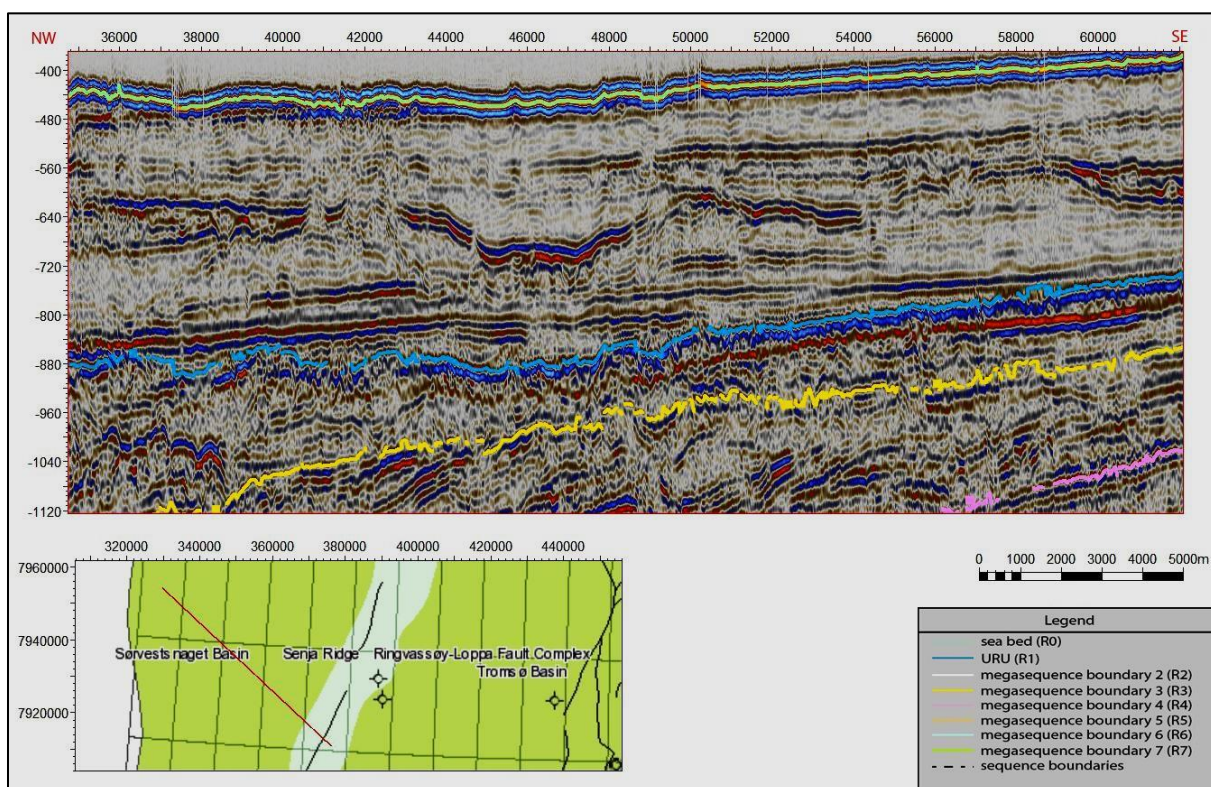 NW 36000 38000 40000 42000 44000 46000 48000 50000 52000 54000 56000 58000 60000 SE
-400
-480
-560
-640
-720
-800
-880
-960
-1040
-1120
320000 340000 360000 380000 400000 420000 440000
7960000
7940000
7920000
Sørvestsnaget Basin Senja Ridge Ringvassøy-Loppa Fault Complex
Tromsø Basin
0 1000 2000 3000 4000 5000m
Legend
sea bed (R0)
URU (R1)
megasequence boundary 2 (R2)
megasequence boundary 3 (R3)
megasequence boundary 4 (R4)
megasequence boundary 5 (R5)
megasequence boundary 6 (R6)
megasequence boundary 7 (R7)
sequence boundaries